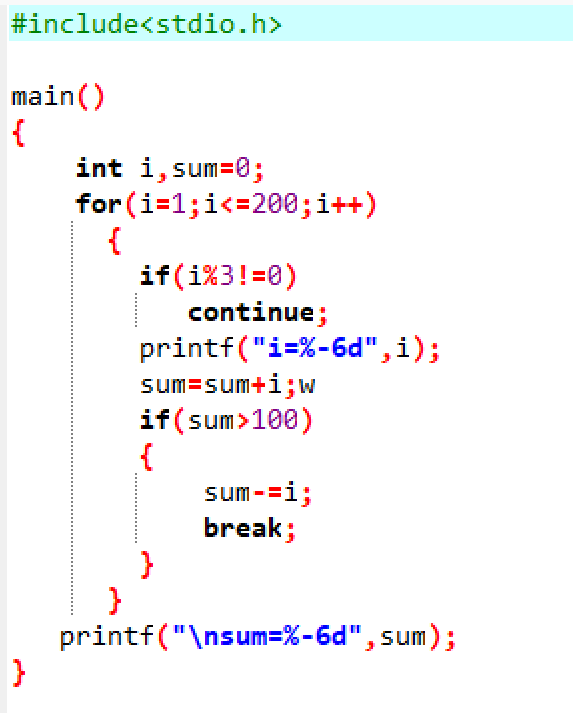 #include<stdio.h>
main()
{
int i,sum=0;
for(i=1;i<=200;i++)
{
if(i%3!=0)
continue;
printf("i=%-6d",i);
sum=sum+i;w
if(sum>100)
{
sum-=i;
break;
}
}
printf("\nsum=%-6d",sum);
}